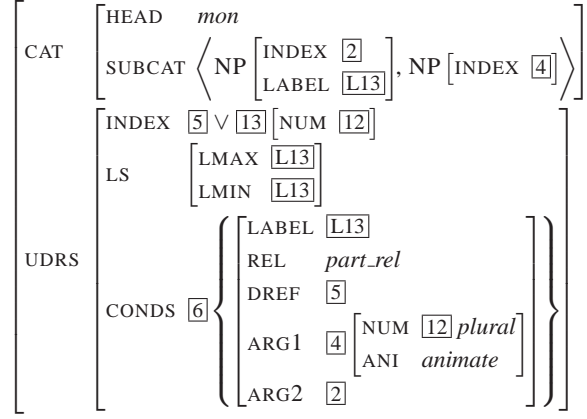 HEAD mon
CAT SUBCAT ⟨ NP [INDEX 2, LABEL L13], NP [INDEX 4] ⟩
INDEX 5 ∨ 13 [NUM 12]
LS [LMAX L13
LMIN L13]
LABEL L13
UDRS REL part_rel
DREF 5
CONDS 6 ARG1 4 [NUM 12 plural
ANI animate]
ARG2 2